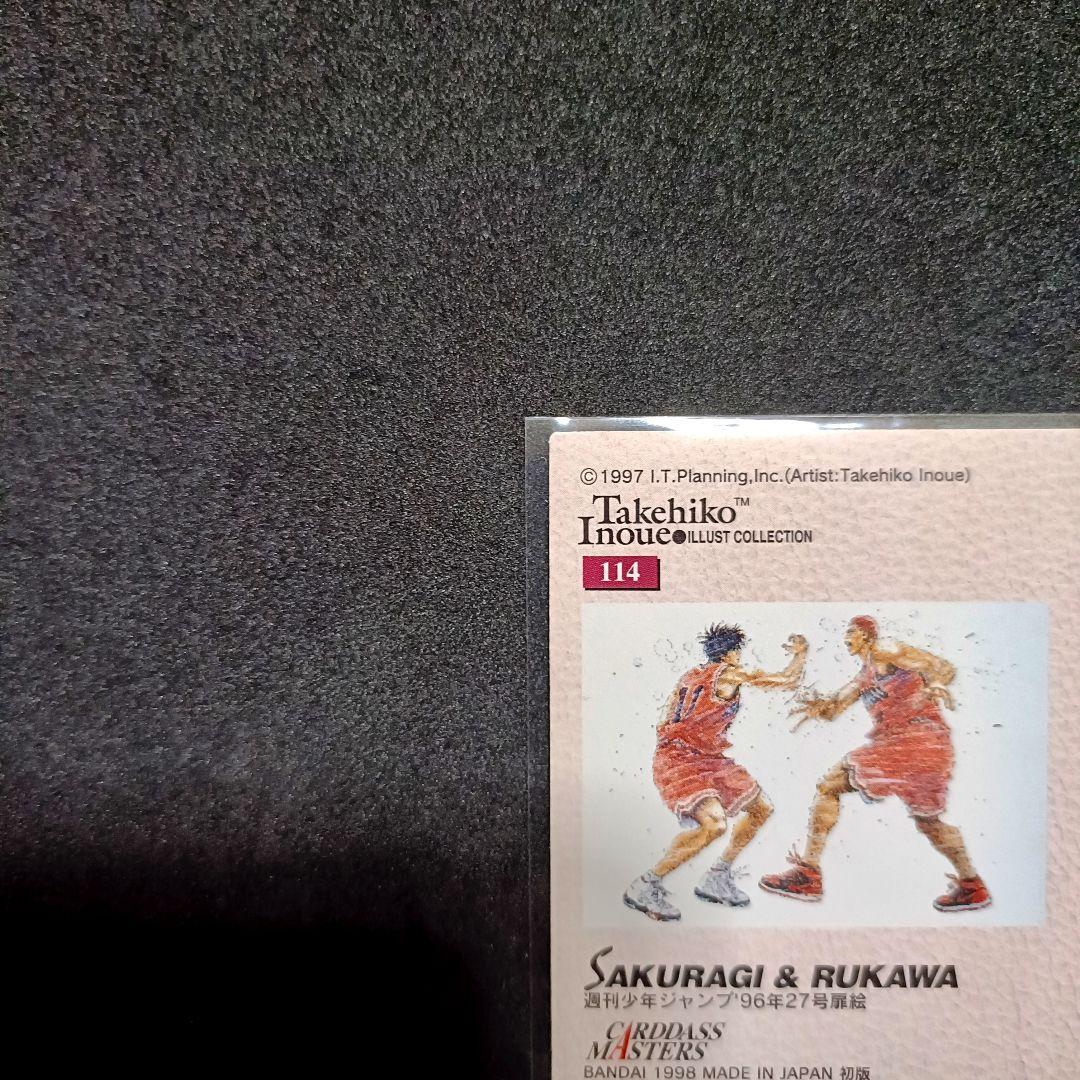 ©1997 I.T.Planning,Inc.(Artist:Takehiko Inoue)
Takehiko™
Inoue●ILLUST COLLECTION
114
11
SAKURAGI & RUKAWA
週刊少年ジャンプ'96年27号扉絵
CARDDASS
MASTERS
BANDAI 1998 MADE IN JAPAN 初版